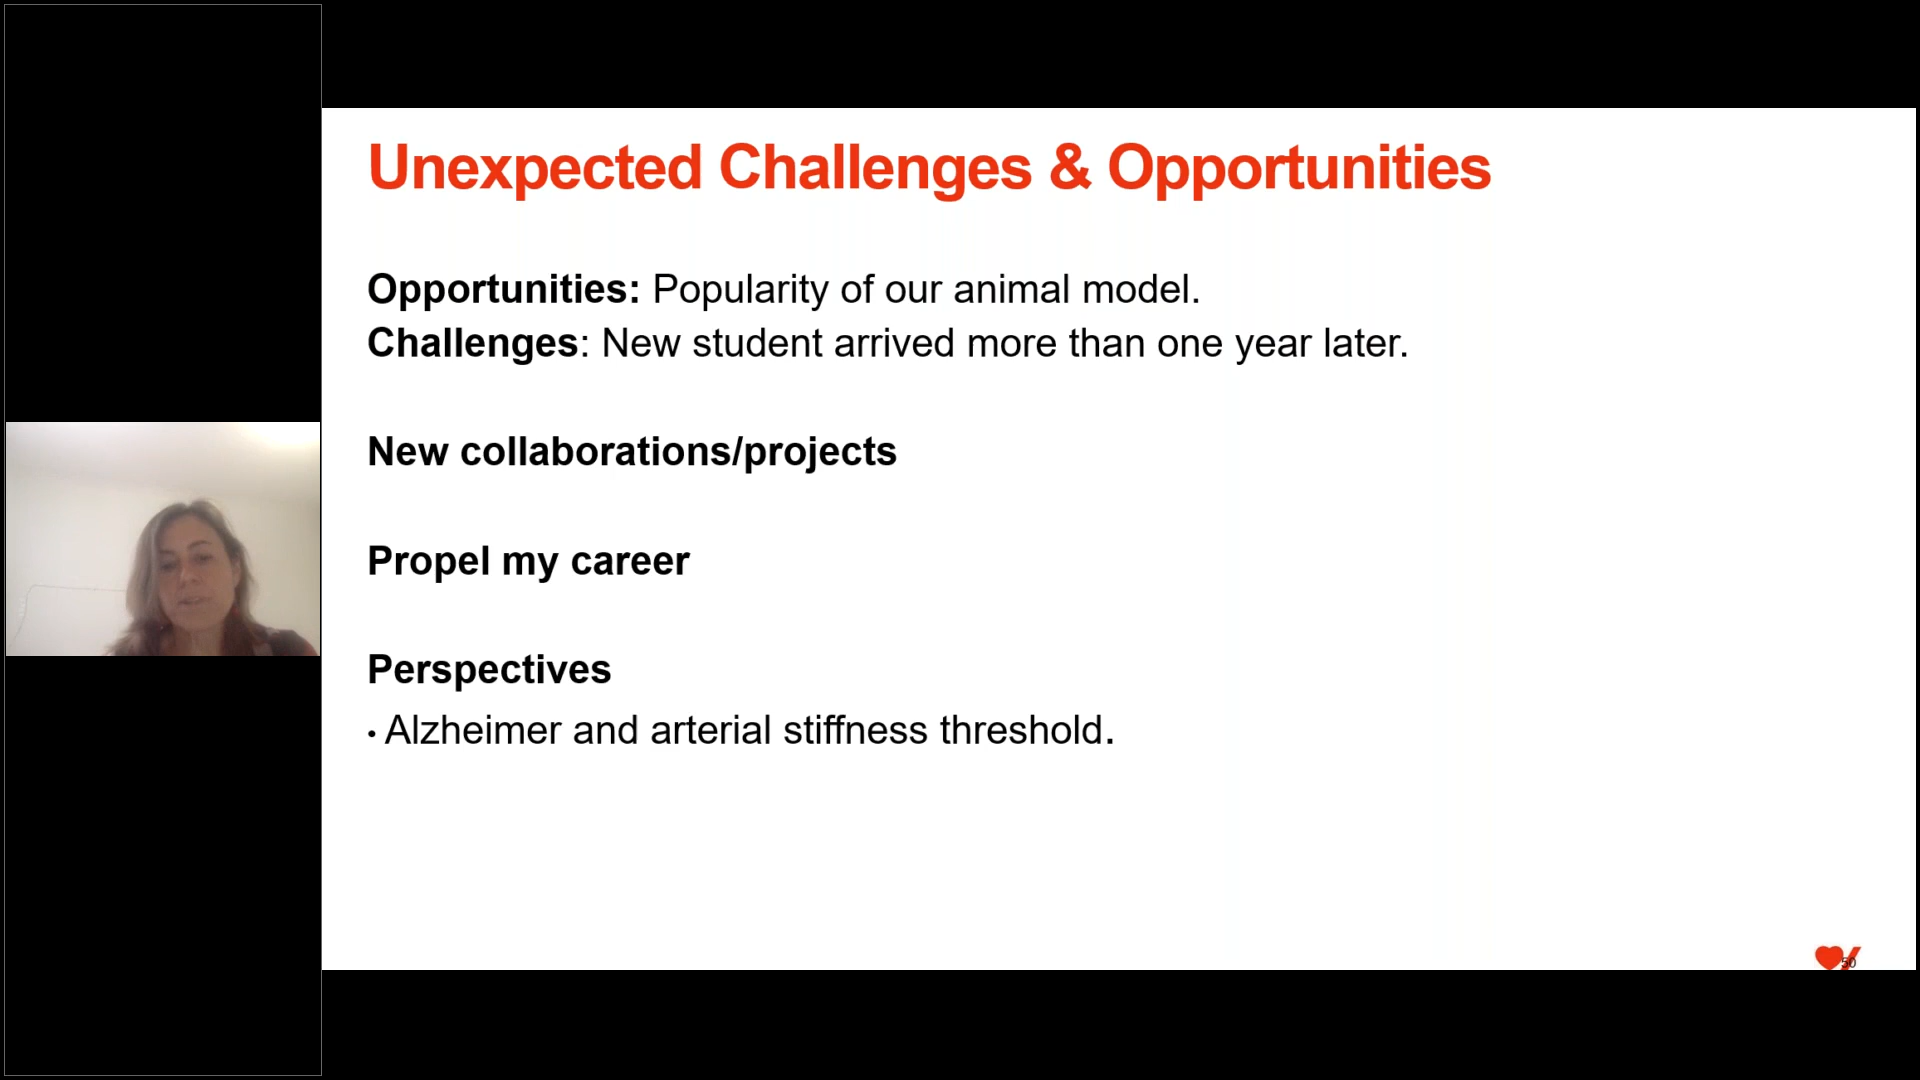 Unexpected Challenges & Opportunities
Opportunities: Popularity of our animal model.
Challenges: New student arrived more than one year later.
New collaborations/projects
Propel my career
Perspectives
• Alzheimer and arterial stiffness threshold.
50